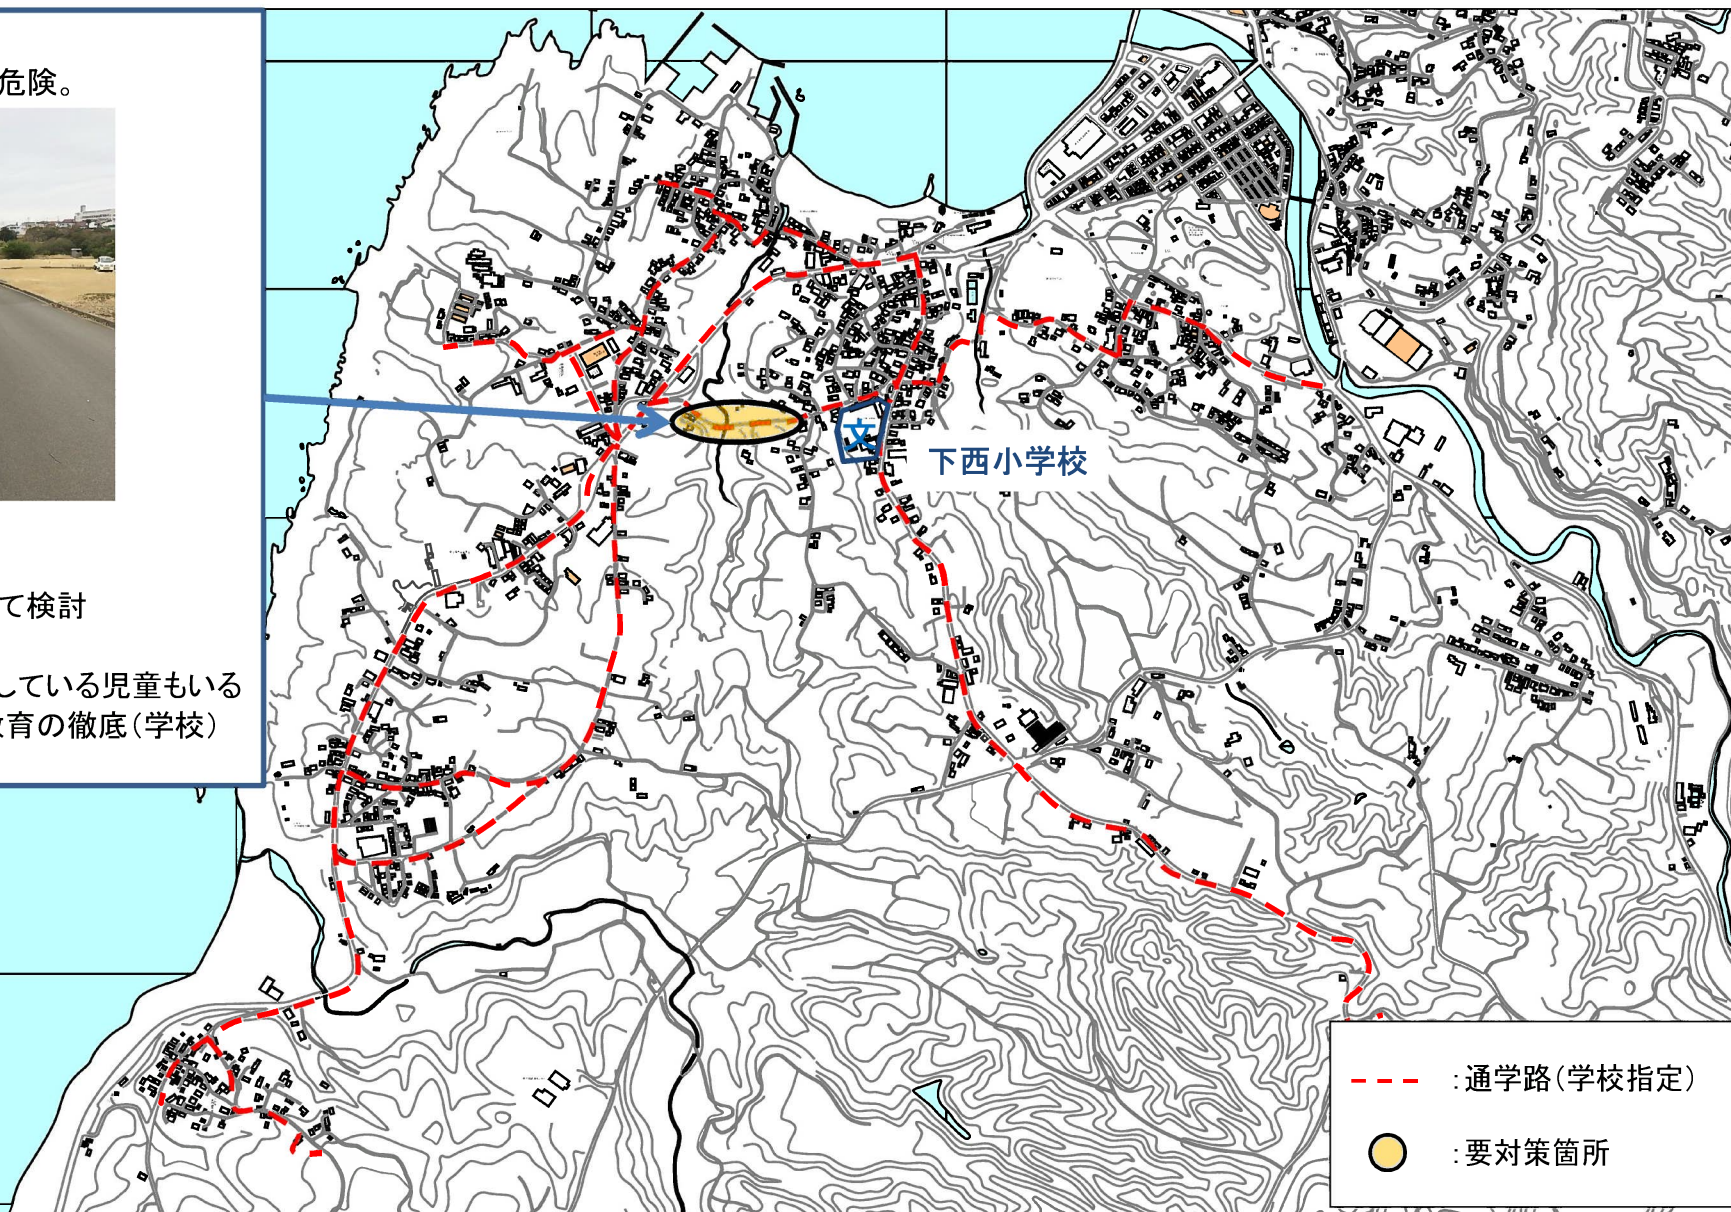 危険。
て検討
している児童もいる
育の徹底(学校)
文
下西小学校
:通学路(学校指定)
:要対策箇所